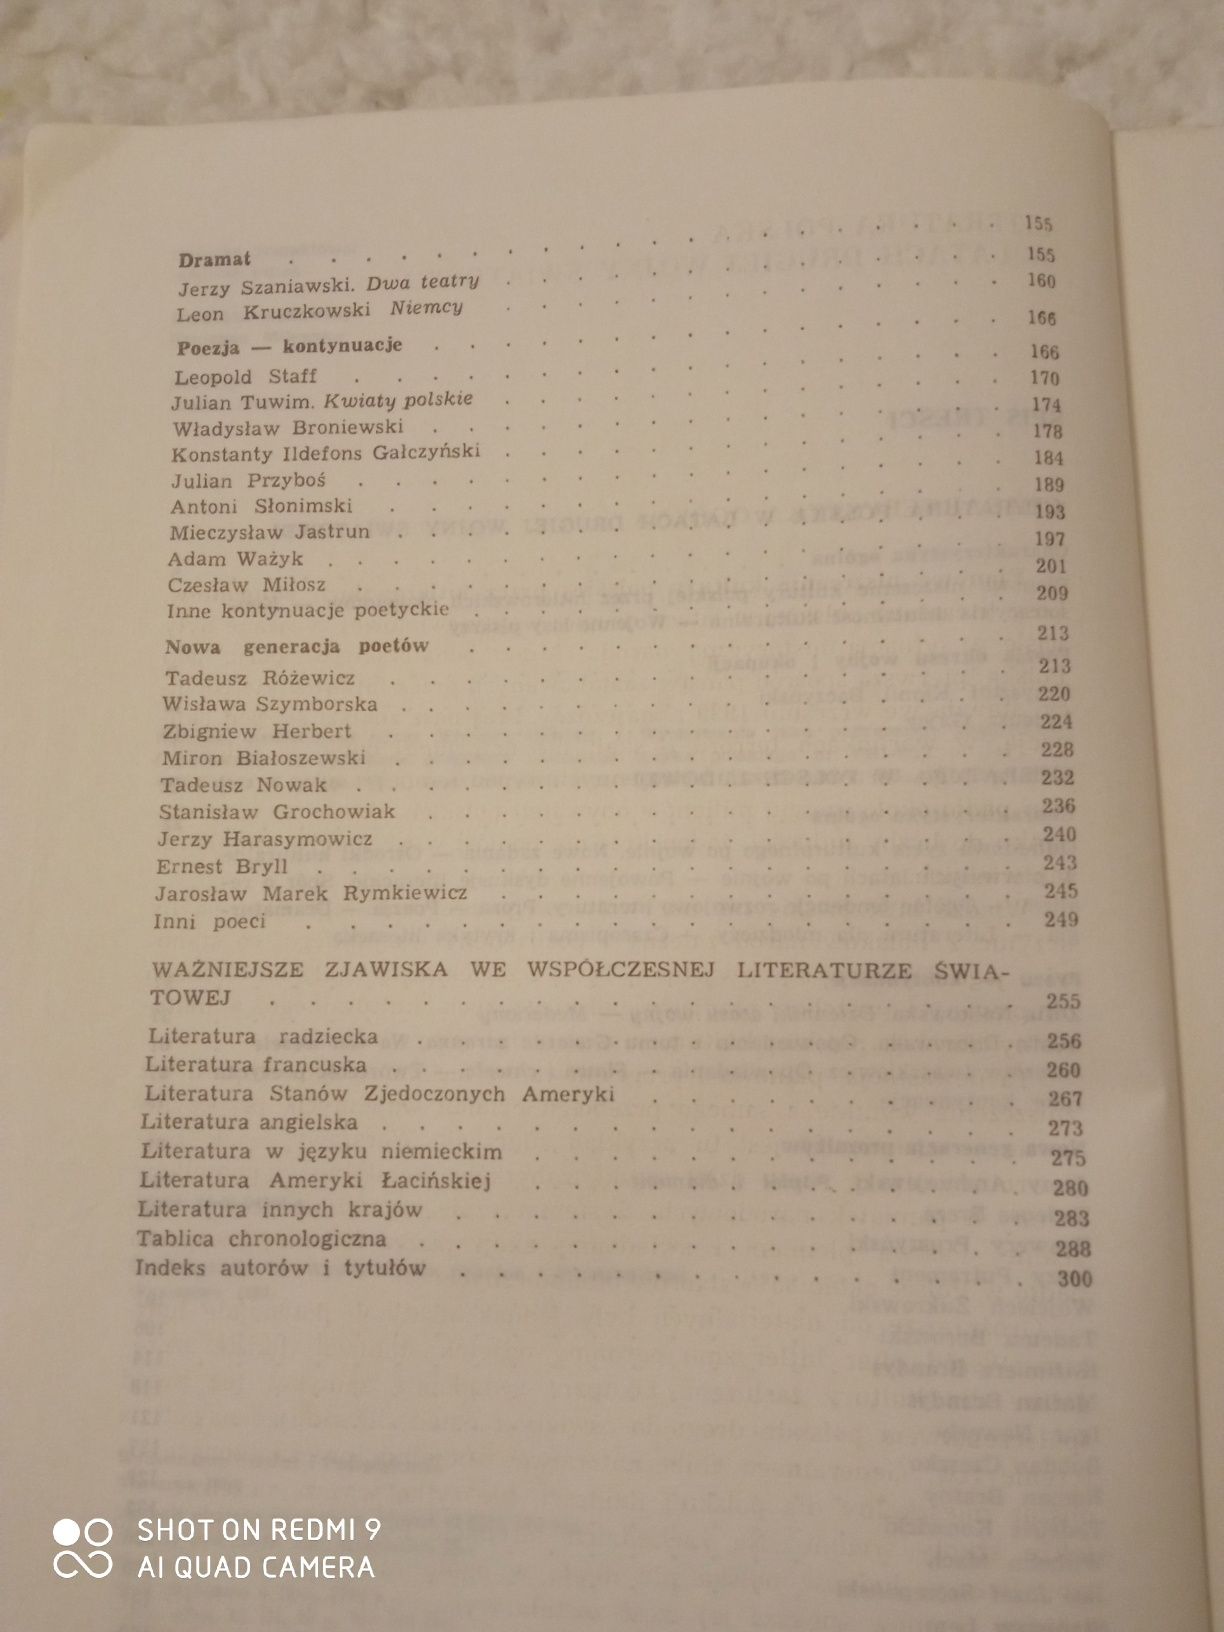 Dramat . . . . . . . . . . . . . . . . . . . 155
Jerzy Szaniawski. Dwa teatry . . . . . . . . . . . . . . 155
Leon Kruczkowski Niemcy . . . . . . . . . . . . . . 160
Poezja — kontynuacje . . . . . . . . . . . . . . . . 166
Leopold Staff . . . . . . . . . . . . . . . . . . 166
Julian Tuwim. Kwiaty polskie . . . . . . . . . . . . . . 170
Władysław Broniewski . . . . . . . . . . . . . . . . 174
Konstanty Ildefons Gałczyński . . . . . . . . . . . . . . 178
Julian Przyboś . . . . . . . . . . . . . . . . . . 184
Antoni Słonimski . . . . . . . . . . . . . . . . . 189
Mieczysław Jastrun . . . . . . . . . . . . . . . . . 193
Adam Ważyk . . . . . . . . . . . . . . . . . . . 197
Czesław Miłosz . . . . . . . . . . . . . . . . . . 201
Inne kontynuacje poetyckie . . . . . . . . . . . . . . . 209
Nowa generacja poetów . . . . . . . . . . . . . . . 213
Tadeusz Różewicz . . . . . . . . . . . . . . . . . 213
Wisława Szymborska . . . . . . . . . . . . . . . . . 220
Zbigniew Herbert . . . . . . . . . . . . . . . . . 224
Miron Białoszewski . . . . . . . . . . . . . . . . . 228
Tadeusz Nowak . . . . . . . . . . . . . . . . . . 232
Stanisław Grochowiak . . . . . . . . . . . . . . . . 236
Jerzy Harasymowicz . . . . . . . . . . . . . . . . . 240
Ernest Bryll . . . . . . . . . . . . . . . . . . . 243
Jarosław Marek Rymkiewicz . . . . . . . . . . . . . . 245
Inni poeci . . . . . . . . . . . . . . . . . . . 249
WAŻNIEJSZE ZJAWISKA WE WSPÓŁCZESNEJ LITERATURZE ŚWIA-
TOWEJ . . . . . . . . . . . . . . . . . . . . 255
Literatura radziecka . . . . . . . . . . . . . . . . 256
Literatura francuska . . . . . . . . . . . . . . . . . 260
Literatura Stanów Zjedoczonych Ameryki . . . . . . . . . . 267
Literatura angielska . . . . . . . . . . . . . . . . . 273
Literatura w języku niemieckim . . . . . . . . . . . . . 275
Literatura Ameryki Łacińskiej . . . . . . . . . . . . . 280
Literatura innych krajów . . . . . . . . . . . . . . . 283
Tablica chronologiczna . . . . . . . . . . . . . . . . 288
Indeks autorów i tytułów . . . . . . . . . . . . . . . 300
SHOT ON REDMI 9
AI QUAD CAMERA